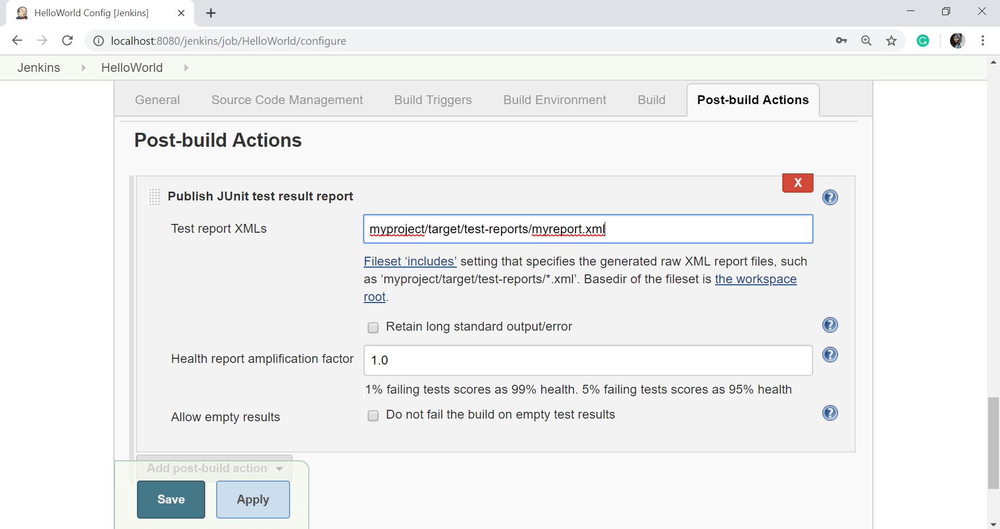 HelloWorld Config [Jenkins]
localhost:8080/jenkins/job/HelloWorld/configure
Jenkins HelloWorld
General Source Code Management Build Triggers Build Environment Build Post-build Actions
Post-build Actions
X
Publish JUnit test result report
Test report XMLs myproject/target/test-reports/myreport.xml
Fileset ‘includes’ setting that specifies the generated raw XML report files, such
as ‘myproject/target/test-reports/*.xml’. Basedir of the fileset is the workspace
root.
Retain long standard output/error
Health report amplification factor 1.0
1% failing tests scores as 99% health. 5% failing tests scores as 95% health
Allow empty results Do not fail the build on empty test results
Add post-build action
Save Apply